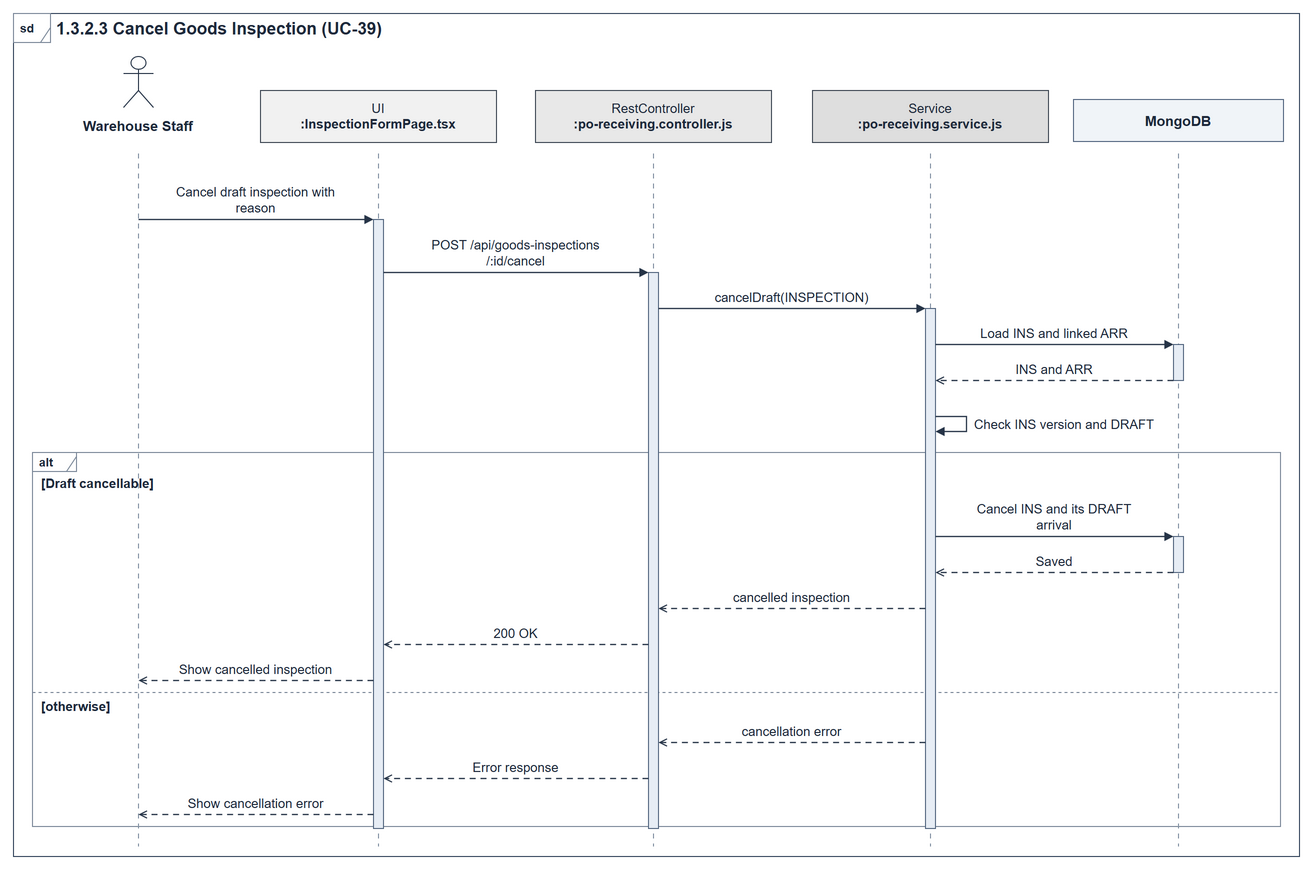 sd
1.3.2.3 Cancel Goods Inspection (UC-39)
Warehouse Staff
UI
:InspectionFormPage.tsx
RestController
:po-receiving.controller.js
Service
:po-receiving.service.js
MongoDB
Cancel draft inspection with
reason
POST /api/goods-inspections
/:id/cancel
cancelDraft(INSPECTION)
Load INS and linked ARR
INS and ARR
Check INS version and DRAFT
alt
[Draft cancellable]
Cancel INS and its DRAFT
arrival
Saved
cancelled inspection
200 OK
Show cancelled inspection
[otherwise]
cancellation error
Error response
Show cancellation error